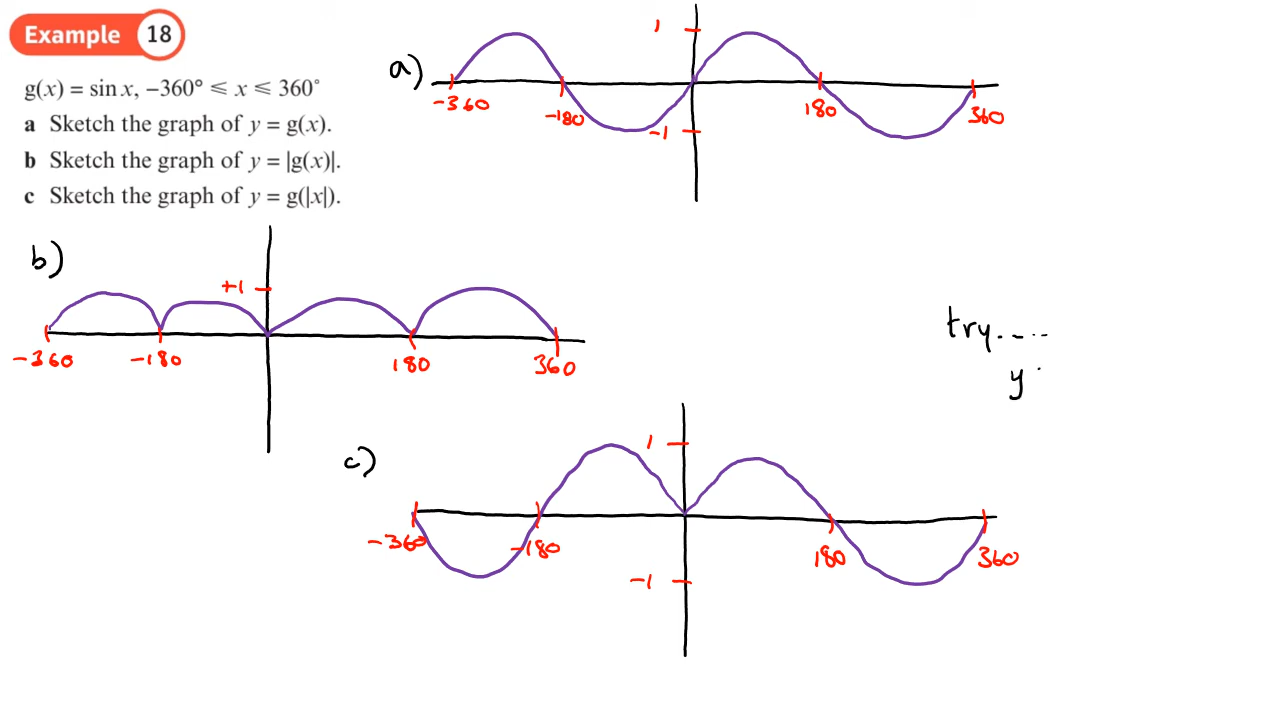 Example 18
g(x) = sin x, −360° ⩽ x ⩽ 360°
a Sketch the graph of y = g(x).
b Sketch the graph of y = |g(x)|.
c Sketch the graph of y = g(|x|).
a)
1
-360
-180
-1
180
360
b)
+1
-360
-180
180
360
try.....
y
c)
1
-360
-180
180
360
-1